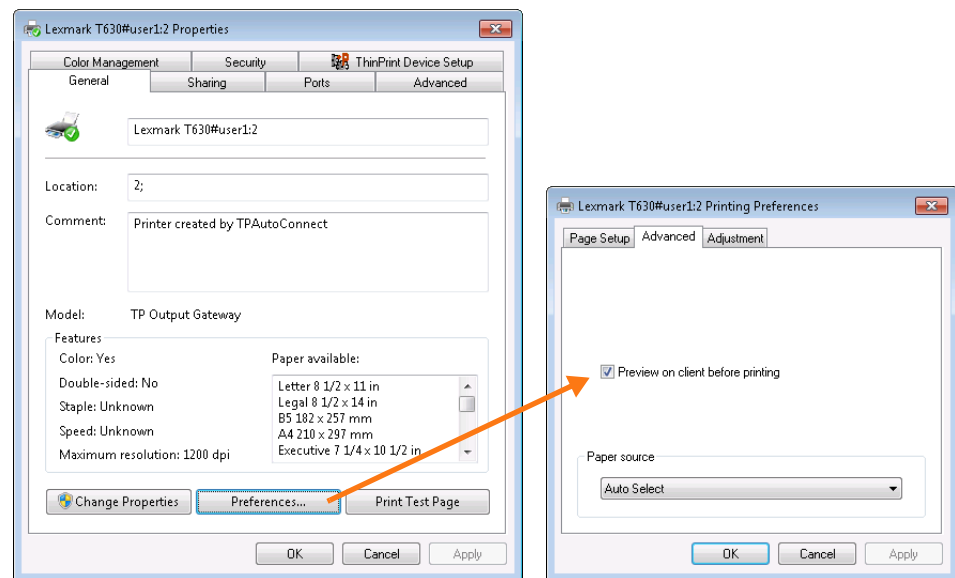 Lexmark T630#user1:2 Properties
Color Management Security ThinPrint Device Setup
General Sharing Ports Advanced
Lexmark T630#user1:2
Location: 2;
Comment: Printer created by TPAutoConnect
Model: TP Output Gateway
Features
Color: Yes
Double-sided: No
Staple: Unknown
Speed: Unknown
Maximum resolution: 1200 dpi
Paper available:
Letter 8 1/2 x 11 in
Legal 8 1/2 x 14 in
B5 182 x 257 mm
A4 210 x 297 mm
Executive 7 1/4 x 10 1/2 in
Change Properties Preferences... Print Test Page
OK Cancel Apply
Lexmark T630#user1:2 Printing Preferences
Page Setup Advanced Adjustment
Preview on client before printing
Paper source
Auto Select
OK Cancel Apply